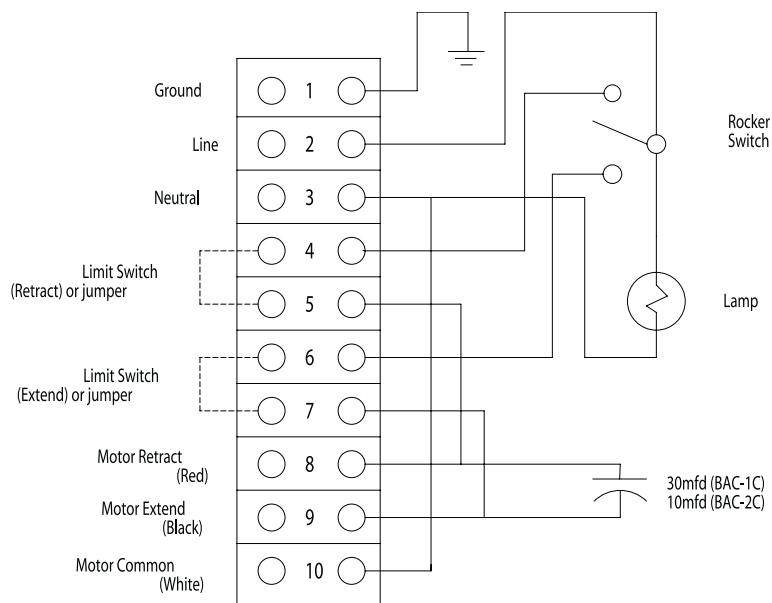 Ground
1
Line
2
Neutral
3
Limit Switch
(Retract) or jumper
4
5
Limit Switch
(Extend) or jumper
6
7
Motor Retract
(Red)
8
Motor Extend
(Black)
9
Motor Common
(White)
10
Rocker
Switch
Lamp
30mfd (BAC-1C)
10mfd (BAC-2C)